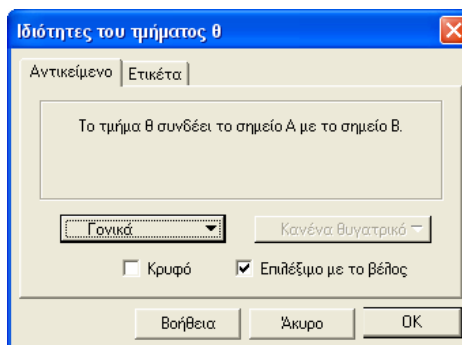 Ιδιότητες του τμήματος θ
Αντικείμενο Ετικέτα
Το τμήμα θ συνδέει το σημείο Α με το σημείο Β.
Γονικά Κανένα θυγατρικό
Κρυφό Επιλέξιμο με το βέλος
Βοήθεια Άκυρο OK